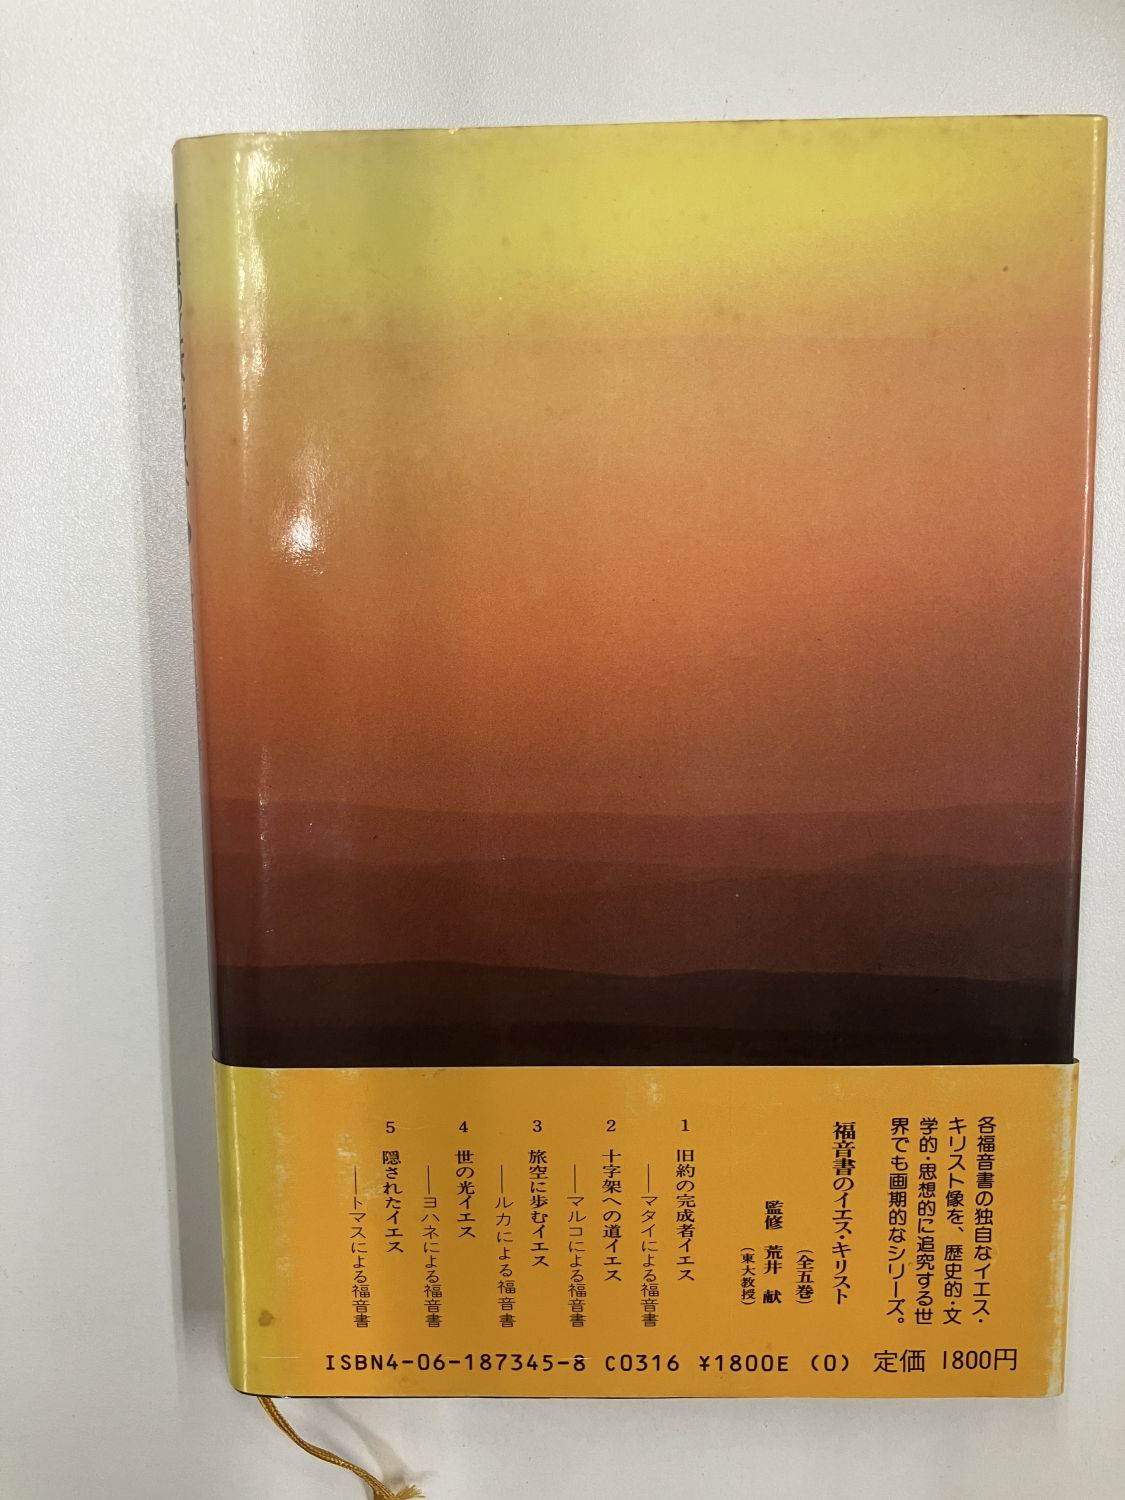 各福音書の独自なイエス・
キリスト像を、歴史的・文
学的・思想的に追究する世
界でも画期的なシリーズ。
福音書のイエス・キリスト
（全五巻）
監修 荒井 献
（東大教授）
1 旧約の完成者イエス
——マタイによる福音書
2 十字架への道イエス
——マルコによる福音書
3 旅空に歩むイエス
——ルカによる福音書
4 世の光イエス
——ヨハネによる福音書
5 隠されたイエス
——トマスによる福音書
ISBN4-06-187345-8 C0316 ¥1800E (0) 定価 1800円